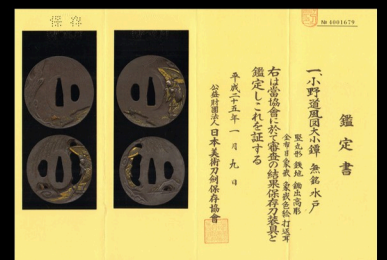 保存
№ 4001679
鑑定書
一、小野道風図大小鐔 無銘 水戸
竪丸形 鉄地 鋤出高彫
金布目象嵌 象嵌色絵 打返耳
右は當協會に於て審査の結果保存刀装具と
鑑定しこれを証する
平成二十五年一月九日
公益財団法人 日本美術刀剣保存協會